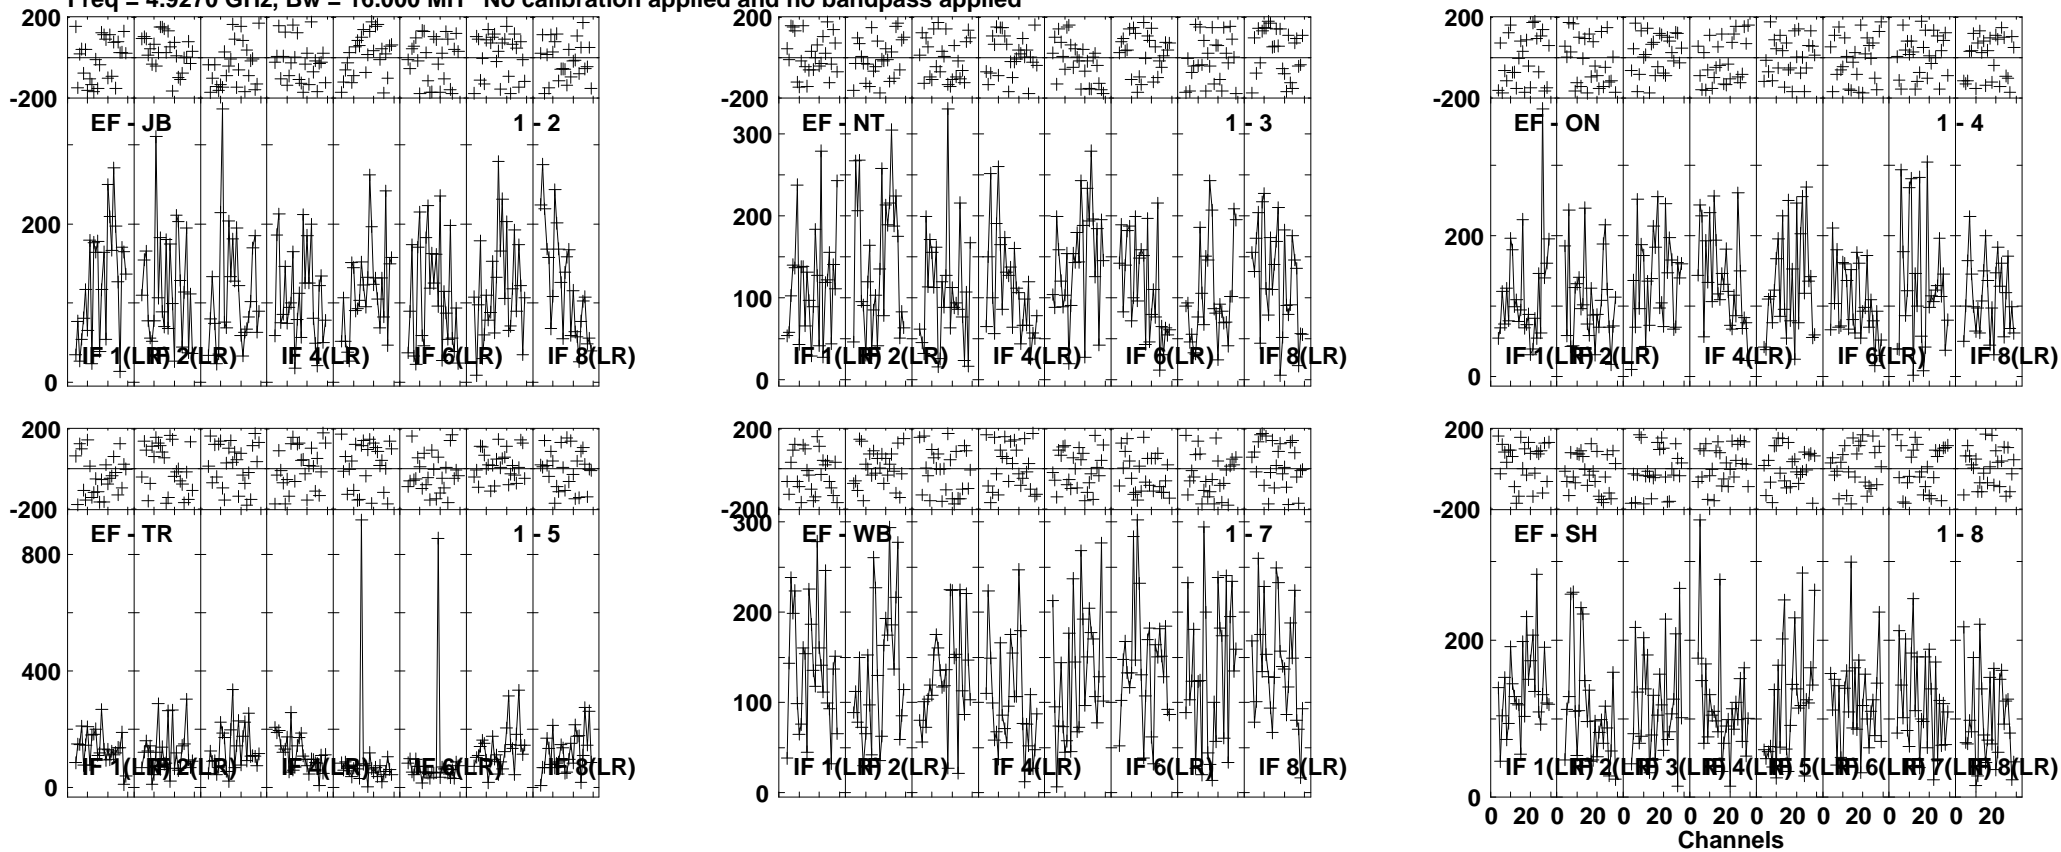 Freq = 4.9270 GHz, Bw = 16.000 MH No calibration applied and no bandpass applied
200
-200
EF - JB
1 - 2
200
0
IF 1(LR)
IF 2(LR)
IF 4(LR)
IF 6(LR)
IF 8(LR)
200
-200
EF - NT
1 - 3
300
200
100
0
IF 1(LR)
IF 2(LR)
IF 4(LR)
IF 6(LR)
IF 8(LR)
200
-200
EF - ON
1 - 4
200
0
IF 1(LR)
IF 2(LR)
IF 4(LR)
IF 6(LR)
IF 8(LR)
200
-200
EF - TR
1 - 5
800
400
0
IF 1(LR)
IF 2(LR)
IF 4(LR)
IF 6(LR)
IF 8(LR)
200
-200
EF - WB
1 - 7
300
200
100
0
IF 1(LR)
IF 2(LR)
IF 4(LR)
IF 6(LR)
IF 8(LR)
200
-200
EF - SH
1 - 8
200
0
IF 1(LR)
IF 2(LR)
IF 3(LR)
IF 4(LR)
IF 5(LR)
IF 6(LR)
IF 7(LR)
IF 8(LR)
0 20 0 20 0 20 0 20 0 20 0 20 0 20 0 20
Channels